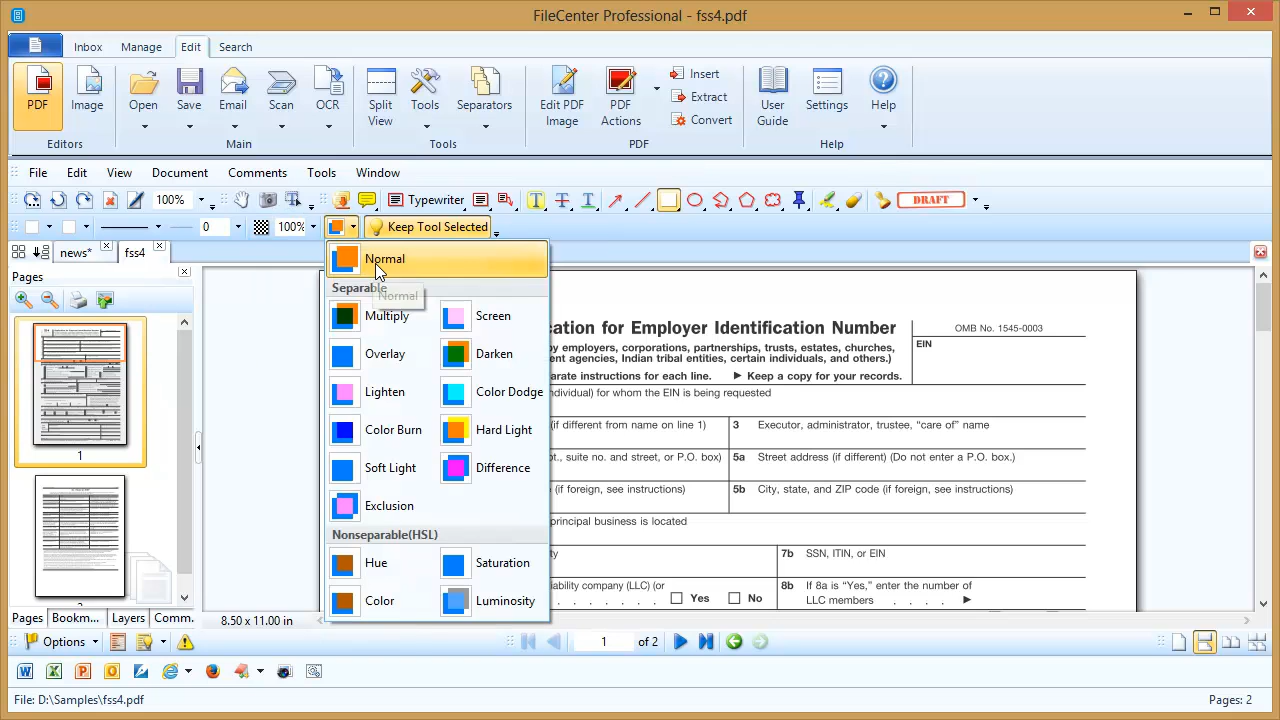 FileCenter Professional - fss4.pdf
Inbox Manage Edit Search
PDF Image Open Save Email Scan OCR Split View Tools Separators Edit PDF Image PDF Actions Insert Extract Convert User Guide Settings Help
Editors Main Tools PDF Help
File Edit View Document Comments Tools Window
100% Typewriter DRAFT
0 100% Keep Tool Selected
news* fss4
Pages
Normal
Separable
Normal
Multiply Screen
Overlay Darken
Lighten Color Dodge
Color Burn Hard Light
Soft Light Difference
Exclusion
Nonseparable(HSL)
Hue Saturation
Color Luminosity
cation for Employer Identification Number
OMB No. 1545-0003
by employers, corporations, partnerships, trusts, estates, churches,
EIN
ent agencies, Indian tribal entities, certain individuals, and others.)
arate instructions for each line. ▶ Keep a copy for your records.
individual) for whom the EIN is being requested
(if different from name on line 1) 3 Executor, administrator, trustee, “care of” name
pt., suite no. and street, or P.O. box) 5a Street address (if different) (Do not enter a P.O. box.)
(if foreign, see instructions) 5b City, state, and ZIP code (if foreign, see instructions)
principal business is located
7b SSN, ITIN, or EIN
ability company (LLC) (or 8b If 8a is “Yes,” enter the number of
. . . . . . Yes No LLC members . . . . ▶
1
Pages Bookm... Layers Comm.
8.50 x 11.00 in
Options 1 of 2
File: D:\Samples\fss4.pdf Pages: 2